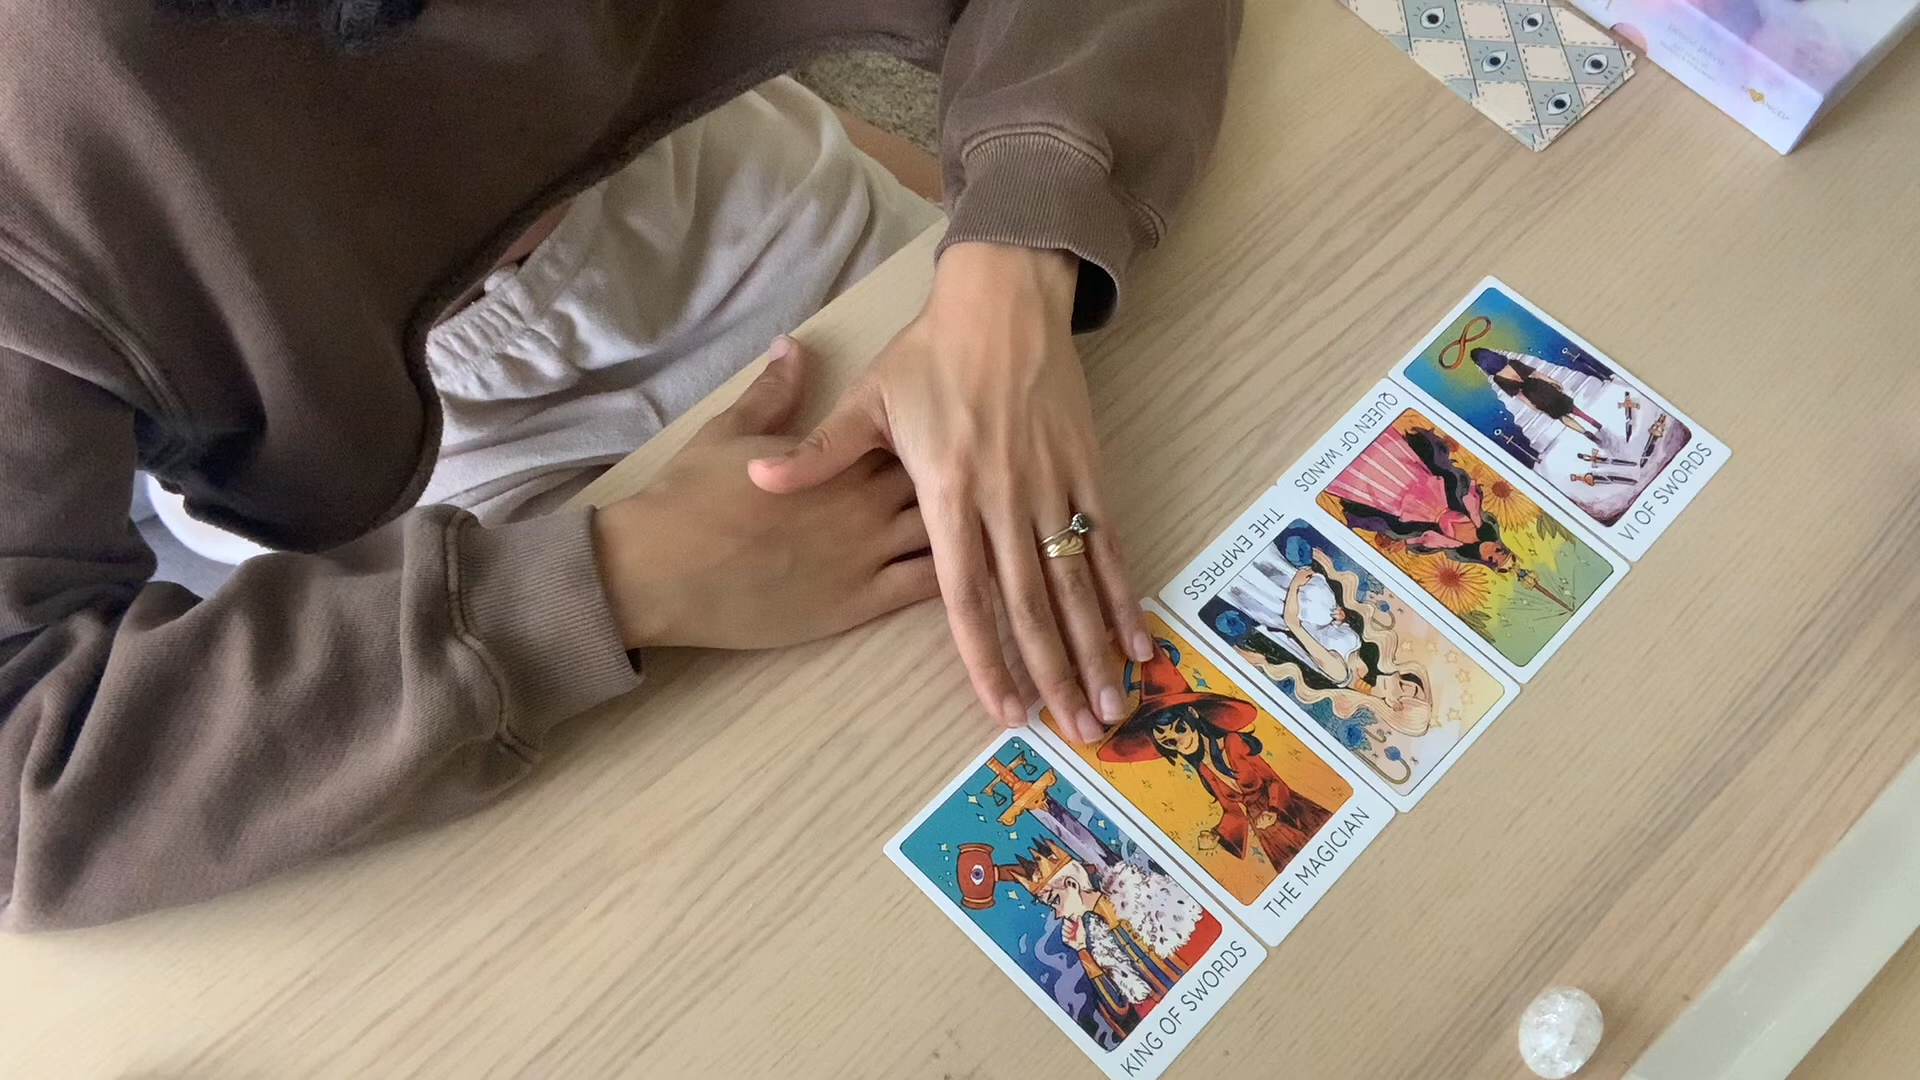 KING OF SWORDS
THE MAGICIAN
THE EMPRESS
QUEEN OF WANDS
VI OF SWORDS